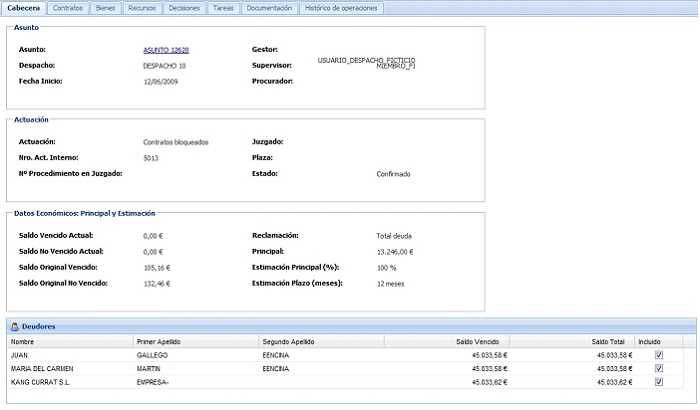 Cabecera Contratos Bienes Recursos Decisiones Tareas Documentación Histórico de operaciones
Asunto
Asunto: ASUNTO 12628 Gestor: USUARIO_DESPACHO_FICTICIO
Despacho: DESPACHO 10 Supervisor: MIEMBRO_FI
Fecha Inicio: 12/06/2009 Procurador:
Actuación
Actuación: Contratos bloqueados Juzgado:
Nro. Act. Interno: 5013 Plaza:
Nº Procedimiento en Juzgado: Estado: Confirmado
Datos Económicos: Principal y Estimación
Saldo Vencido Actual: 0,00 € Reclamación: Total deuda
Saldo No Vencido Actual: 0,00 € Principal: 13.246,00 €
Saldo Original Vencido: 105,16 € Estimación Principal (%): 100 %
Saldo Original No Vencido: 132,46 € Estimación Plazo (meses): 12 meses
Deudores
Nombre Primer Apellido Segundo Apellido Saldo Vencido Saldo Total Incluido
JUAN GALLEGO EENCINA 45.033,58 € 45.033,58 €
MARIA DEL CARMEN MARTIN EENCINA 45.033,58 € 45.033,58 €
KANG CURRAT S.L. EMPRESA- 45.033,62 € 45.033,62 €